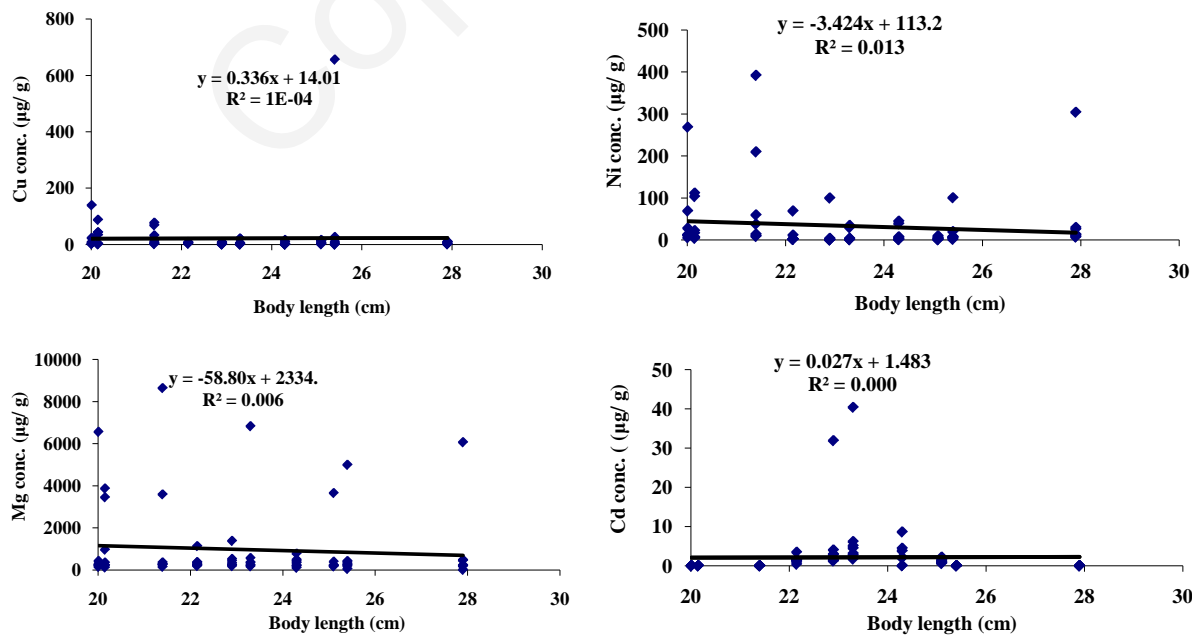 800
600
400
200
0
20
22
24
26
28
30
Cu conc. (µg/ g)
Body length (cm)
y = 0.336x + 14.01
R² = 1E-04
Cop
500
400
300
200
100
0
20
22
24
26
28
30
Ni conc. (µg/ g)
Body length (cm)
y = -3.424x + 113.2
R² = 0.013
10000
8000
6000
4000
2000
0
20
22
24
26
28
30
Mg conc. (µg/ g)
Body length (cm)
y = -58.80x + 2334.
R² = 0.006
50
40
30
20
10
0
20
22
24
26
28
30
Cd conc. ( (µg/ g)
Body length (cm)
y = 0.027x + 1.483
R² = 0.000